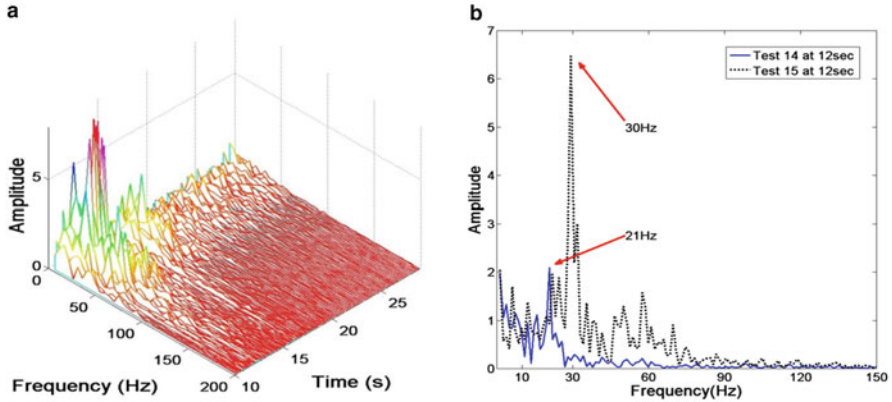 a
Amplitude
5
0
0
50
100
150
200
Frequency (Hz)
10
15
20
25
Time (s)
b
7
6
5
4
3
2
1
0
Amplitude
Test 14 at 12sec
Test 15 at 12sec
30Hz
21Hz
10
30
60
90
120
150
Frequency(Hz)